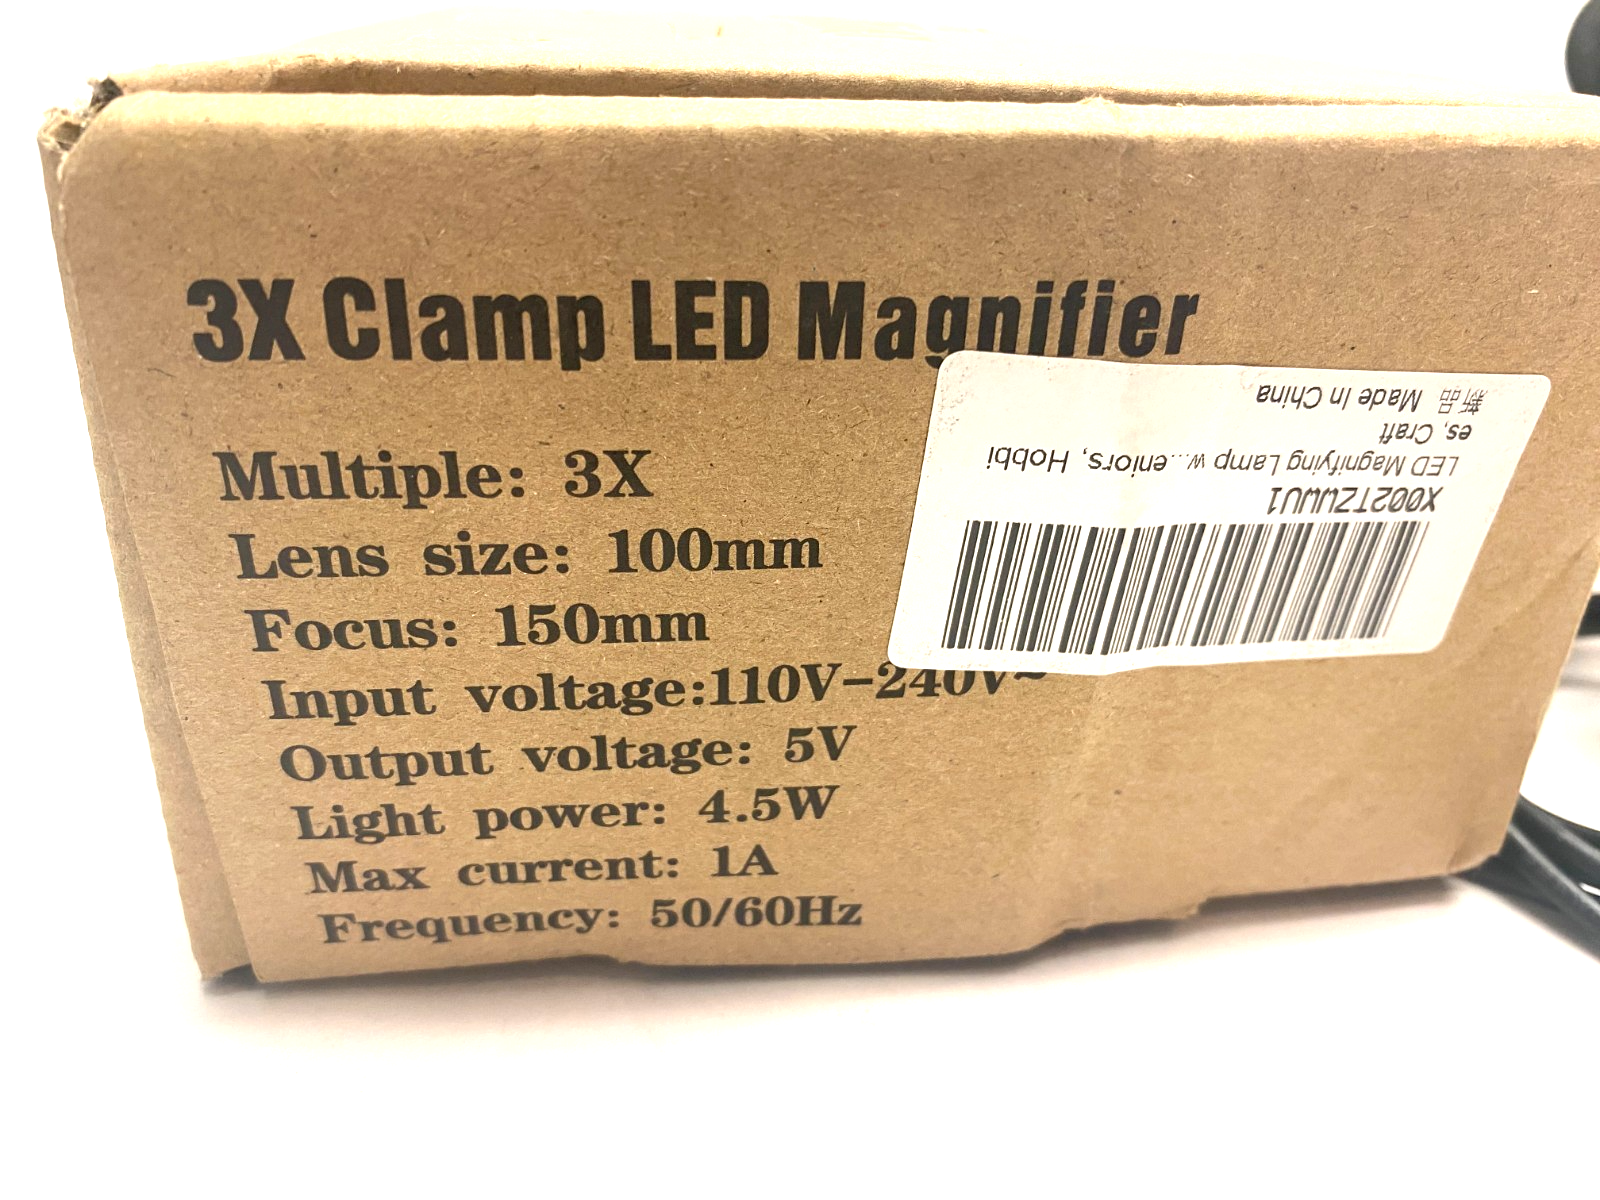 3X Clamp LED Magnifier
Multiple: 3X
Lens size: 100mm
Focus: 150mm
Input voltage:110V-240V~
Output voltage: 5V
Light power: 4.5W
Max current: 1A
Frequency: 50/60Hz
X002TZWWU1
LED Magnifying Lamp w...eniors, Hobbi
es, Craft
新品 Made In China